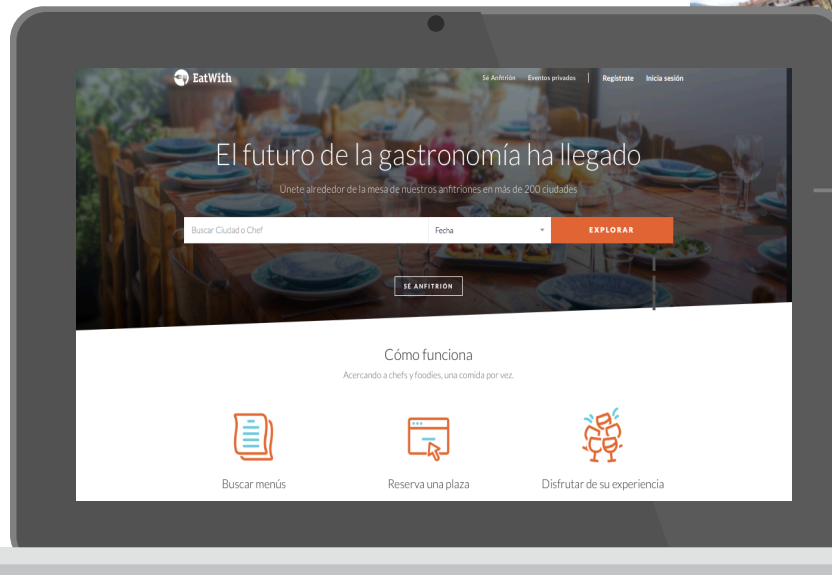 EatWith
Sé Anfitrión Eventos privados Regístrate Inicia sesión
El futuro de la gastronomía ha llegado
Únete alrededor de la mesa de nuestros anfitriones en más de 200 ciudades
Buscar Ciudad o Chef Fecha EXPLORAR
SÉ ANFITRIÓN
Cómo funciona
Acercando a chefs y foodies, una comida por vez.
Buscar menús Reserva una plaza Disfrutar de su experiencia